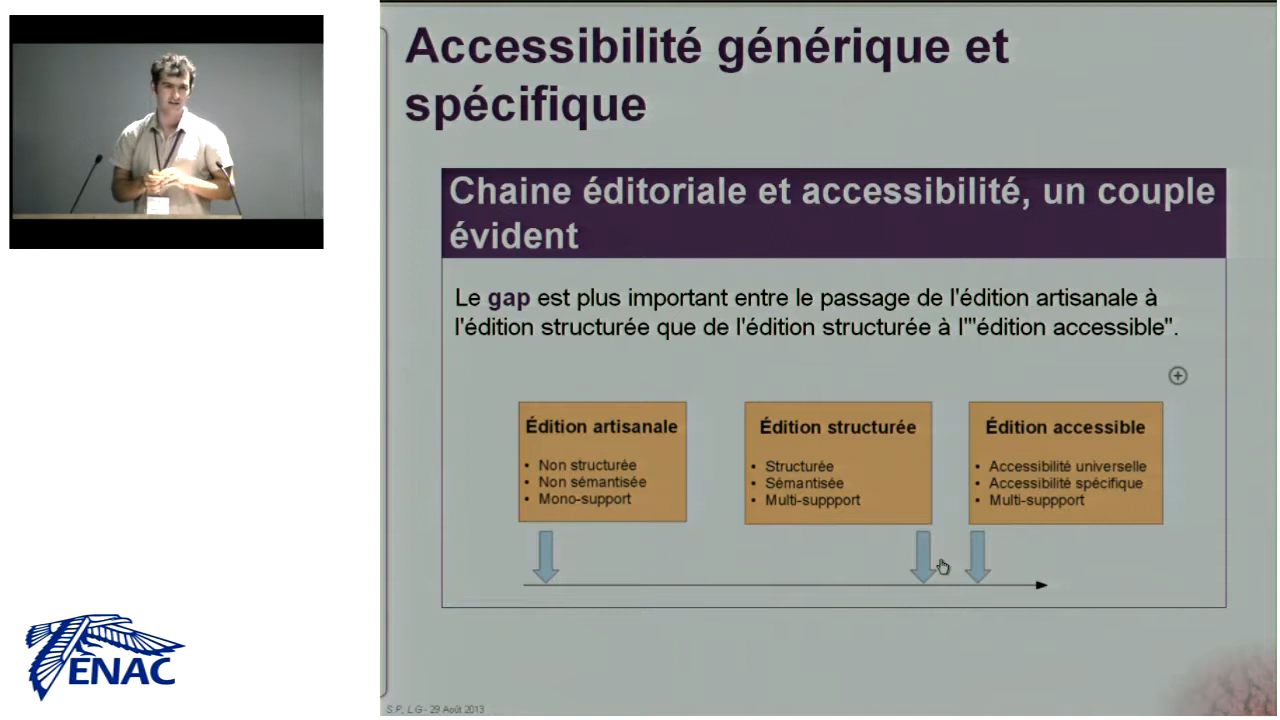 Accessibilité générique et
spécifique
Chaine éditoriale et accessibilité, un couple
évident
Le gap est plus important entre le passage de l'édition artisanale à
l'édition structurée que de l'édition structurée à l'"édition accessible".
Édition artisanale
• Non structurée
• Non sémantisée
• Mono-support
Édition structurée
• Structurée
• Sémantisée
• Multi-suppport
Édition accessible
• Accessibilité universelle
• Accessibilité spécifique
• Multi-suppport
ENAC
S.P, L.G - 29 Août 2013